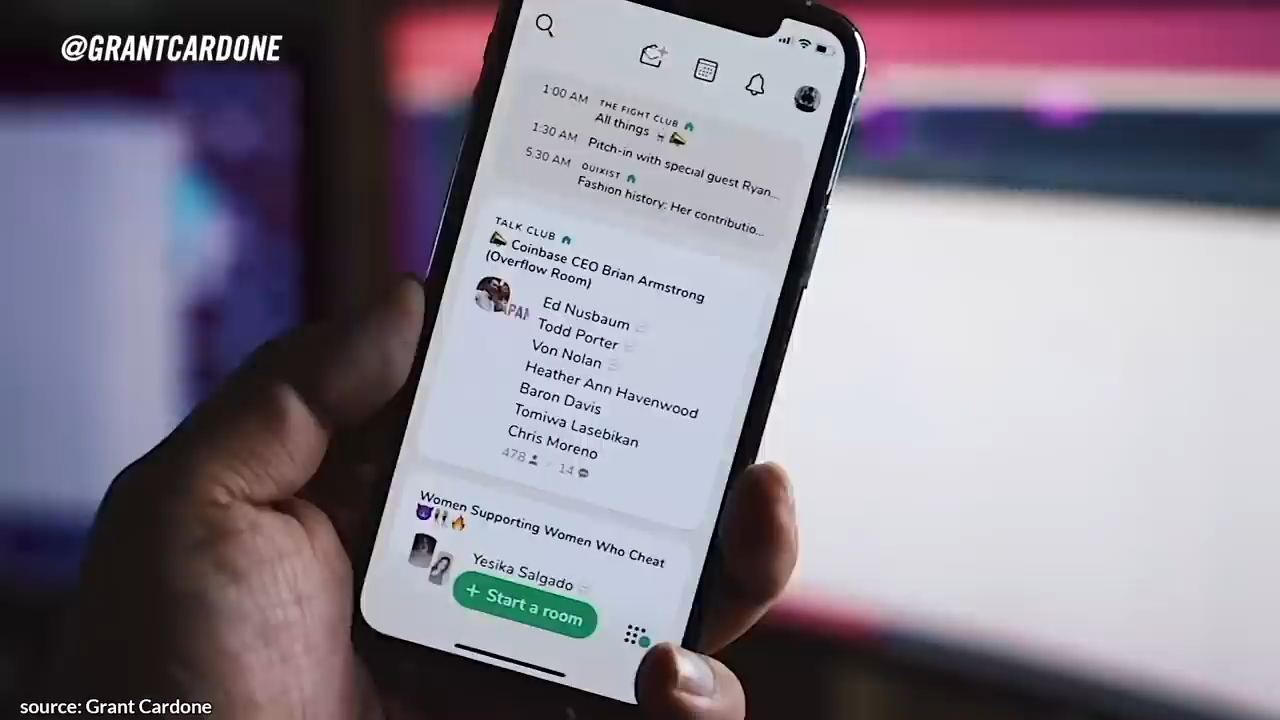 @GRANTCARDONE
1:00 AM THE FIGHT CLUB
All things
1:30 AM Pitch-in with special guest Ryan...
5:30 AM OUIXIST
Fashion history: Her contributio...
TALK CLUB
Coinbase CEO Brian Armstrong
(Overflow Room)
Ed Nusbaum
Todd Porter
Von Nolan
Heather Ann Havenwood
Baron Davis
Tomiwa Lasebikan
Chris Moreno
478 / 14
Women Supporting Women Who Cheat
Yesika Salgado
+ Start a room
source: Grant Cardone